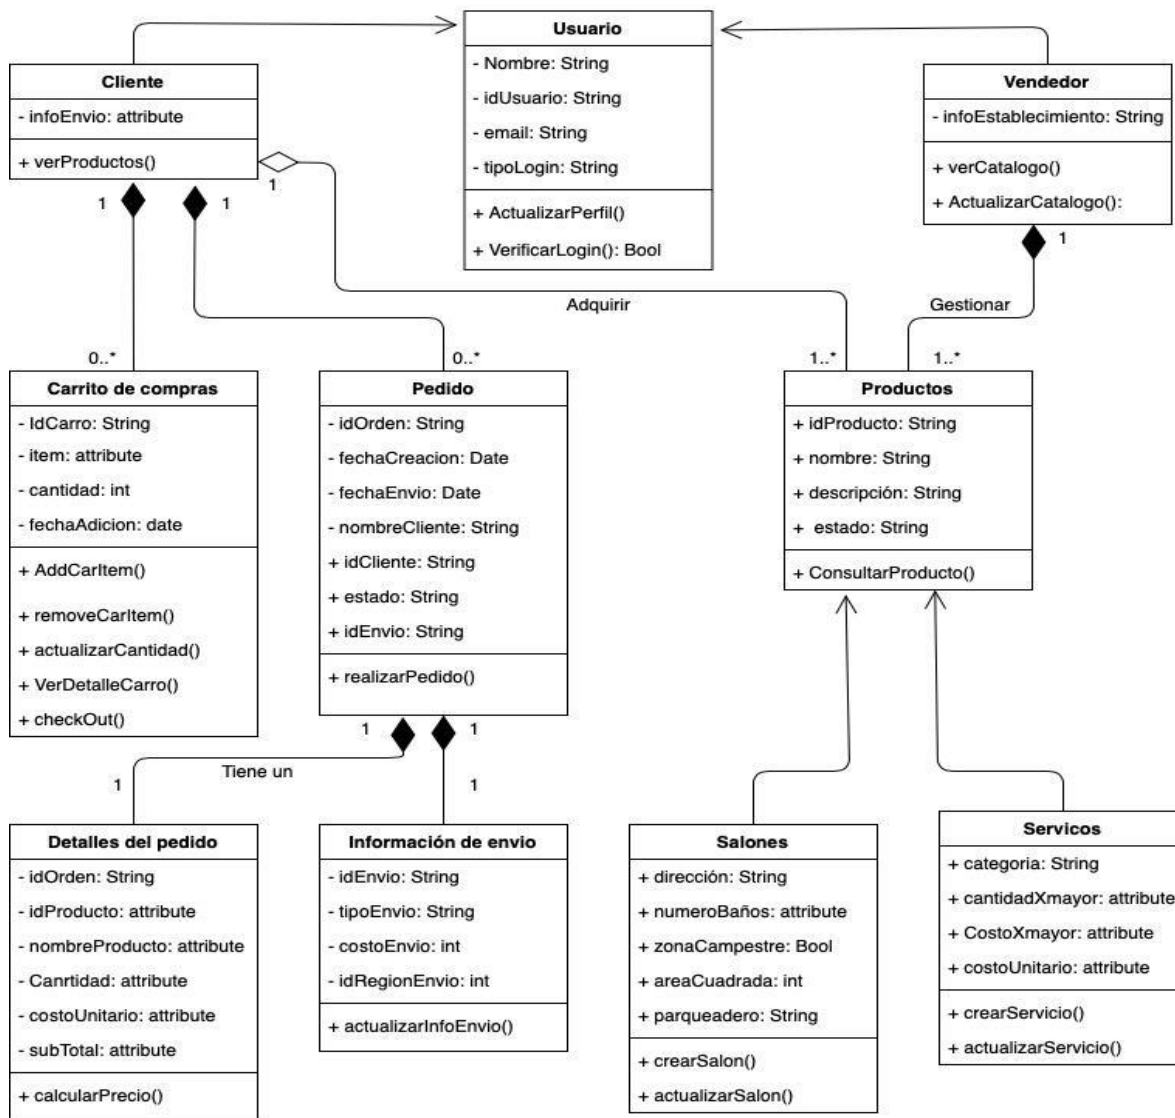 Usuario
- Nombre: String
- idUsuario: String
- email: String
- tipoLogin: String
+ ActualizarPerfil()
+ VerificarLogin(): Bool
Cliente
- infoEnvio: attribute
+ verProductos()
Vendedor
- infoEstablecimiento: String
+ verCatalogo()
+ ActualizarCatalogo():
1
1
1
1
Adquirir
Gestionar
0..*
0..*
1..*
1..*
Carrito de compras
- IdCarro: String
- item: attribute
- cantidad: int
- fechaAdicion: date
+ AddCarItem()
+ removeCarItem()
+ actualizarCantidad()
+ VerDetalleCarro()
+ checkOut()
Pedido
- idOrden: String
- fechaCreacion: Date
- fechaEnvio: Date
- nombreCliente: String
+ idCliente: String
+ estado: String
+ idEnvio: String
+ realizarPedido()
Productos
+ idProducto: String
+ nombre: String
+ descripción: String
+ estado: String
+ ConsultarProducto()
1
1
Tiene un
1
1
Detalles del pedido
- idOrden: String
- idProducto: attribute
- nombreProducto: attribute
- Canrtidad: attribute
- costoUnitario: attribute
- subTotal: attribute
+ calcularPrecio()
Información de envio
- idEnvio: String
- tipoEnvio: String
- costoEnvio: int
- idRegionEnvio: int
+ actualizarInfoEnvio()
Salones
+ dirección: String
+ numeroBaños: attribute
+ zonaCampestre: Bool
+ areaCuadrada: int
+ parqueadero: String
+ crearSalon()
+ actualizarSalon()
Servicos
+ categoria: String
+ cantidadXmayor: attribute
+ CostoXmayor: attribute
+ costoUnitario: attribute
+ crearServicio()
+ actualizarServicio()